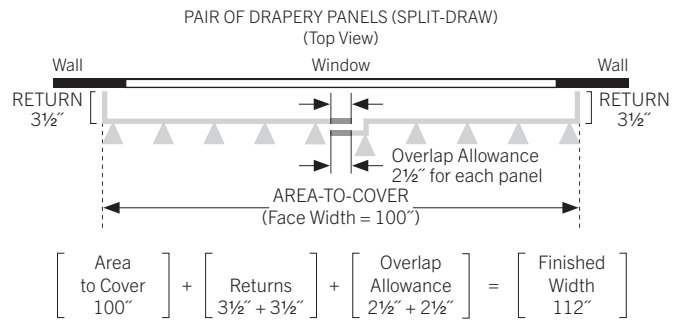 PAIR OF DRAPERY PANELS (SPLIT-DRAW)
(Top View)
Wall Window Wall
RETURN
3½˝
RETURN
3½˝
Overlap Allowance
2½˝ for each panel
AREA-TO-COVER
(Face Width = 100˝)
Area
to Cover
100˝
+
Returns
3½˝ + 3½˝
+
Overlap
Allowance
2½˝ + 2½˝
=
Finished
Width
112˝